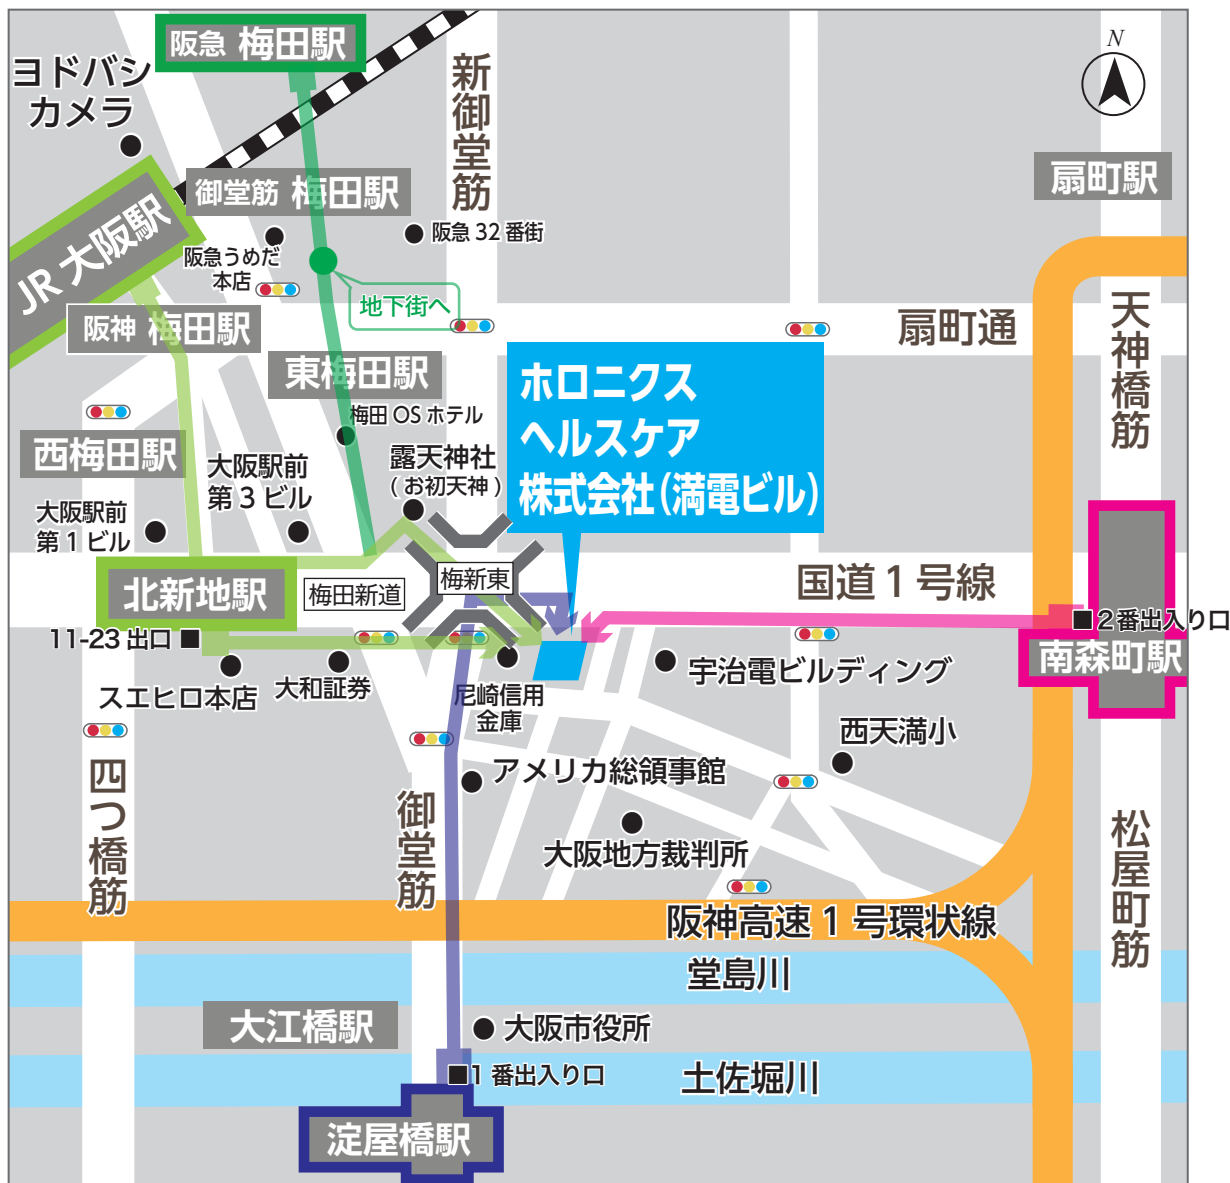 阪急 梅田駅
N
ヨドバシ
カメラ
新御堂筋
扇町駅
御堂筋 梅田駅
阪急 32 番街
JR 大阪駅
阪急うめだ
本店
地下街へ
阪神 梅田駅
扇町通
天神橋筋
東梅田駅
ホロニクス
ヘルスケア
株式会社(満電ビル)
梅田 OS ホテル
西梅田駅
大阪駅前
第 3 ビル
露天神社
( お初天神 )
大阪駅前
第 1 ビル
北新地駅
梅田新道
梅新東
国道 1 号線
11-23 出口
2 番出入り口
南森町駅
スエヒロ本店
大和証券
尼崎信用
金庫
宇治電ビルディング
西天満小
四つ橋筋
御堂筋
アメリカ総領事館
大阪地方裁判所
松屋町筋
阪神高速 1 号環状線
堂島川
大江橋駅
大阪市役所
1 番出入り口
土佐堀川
淀屋橋駅